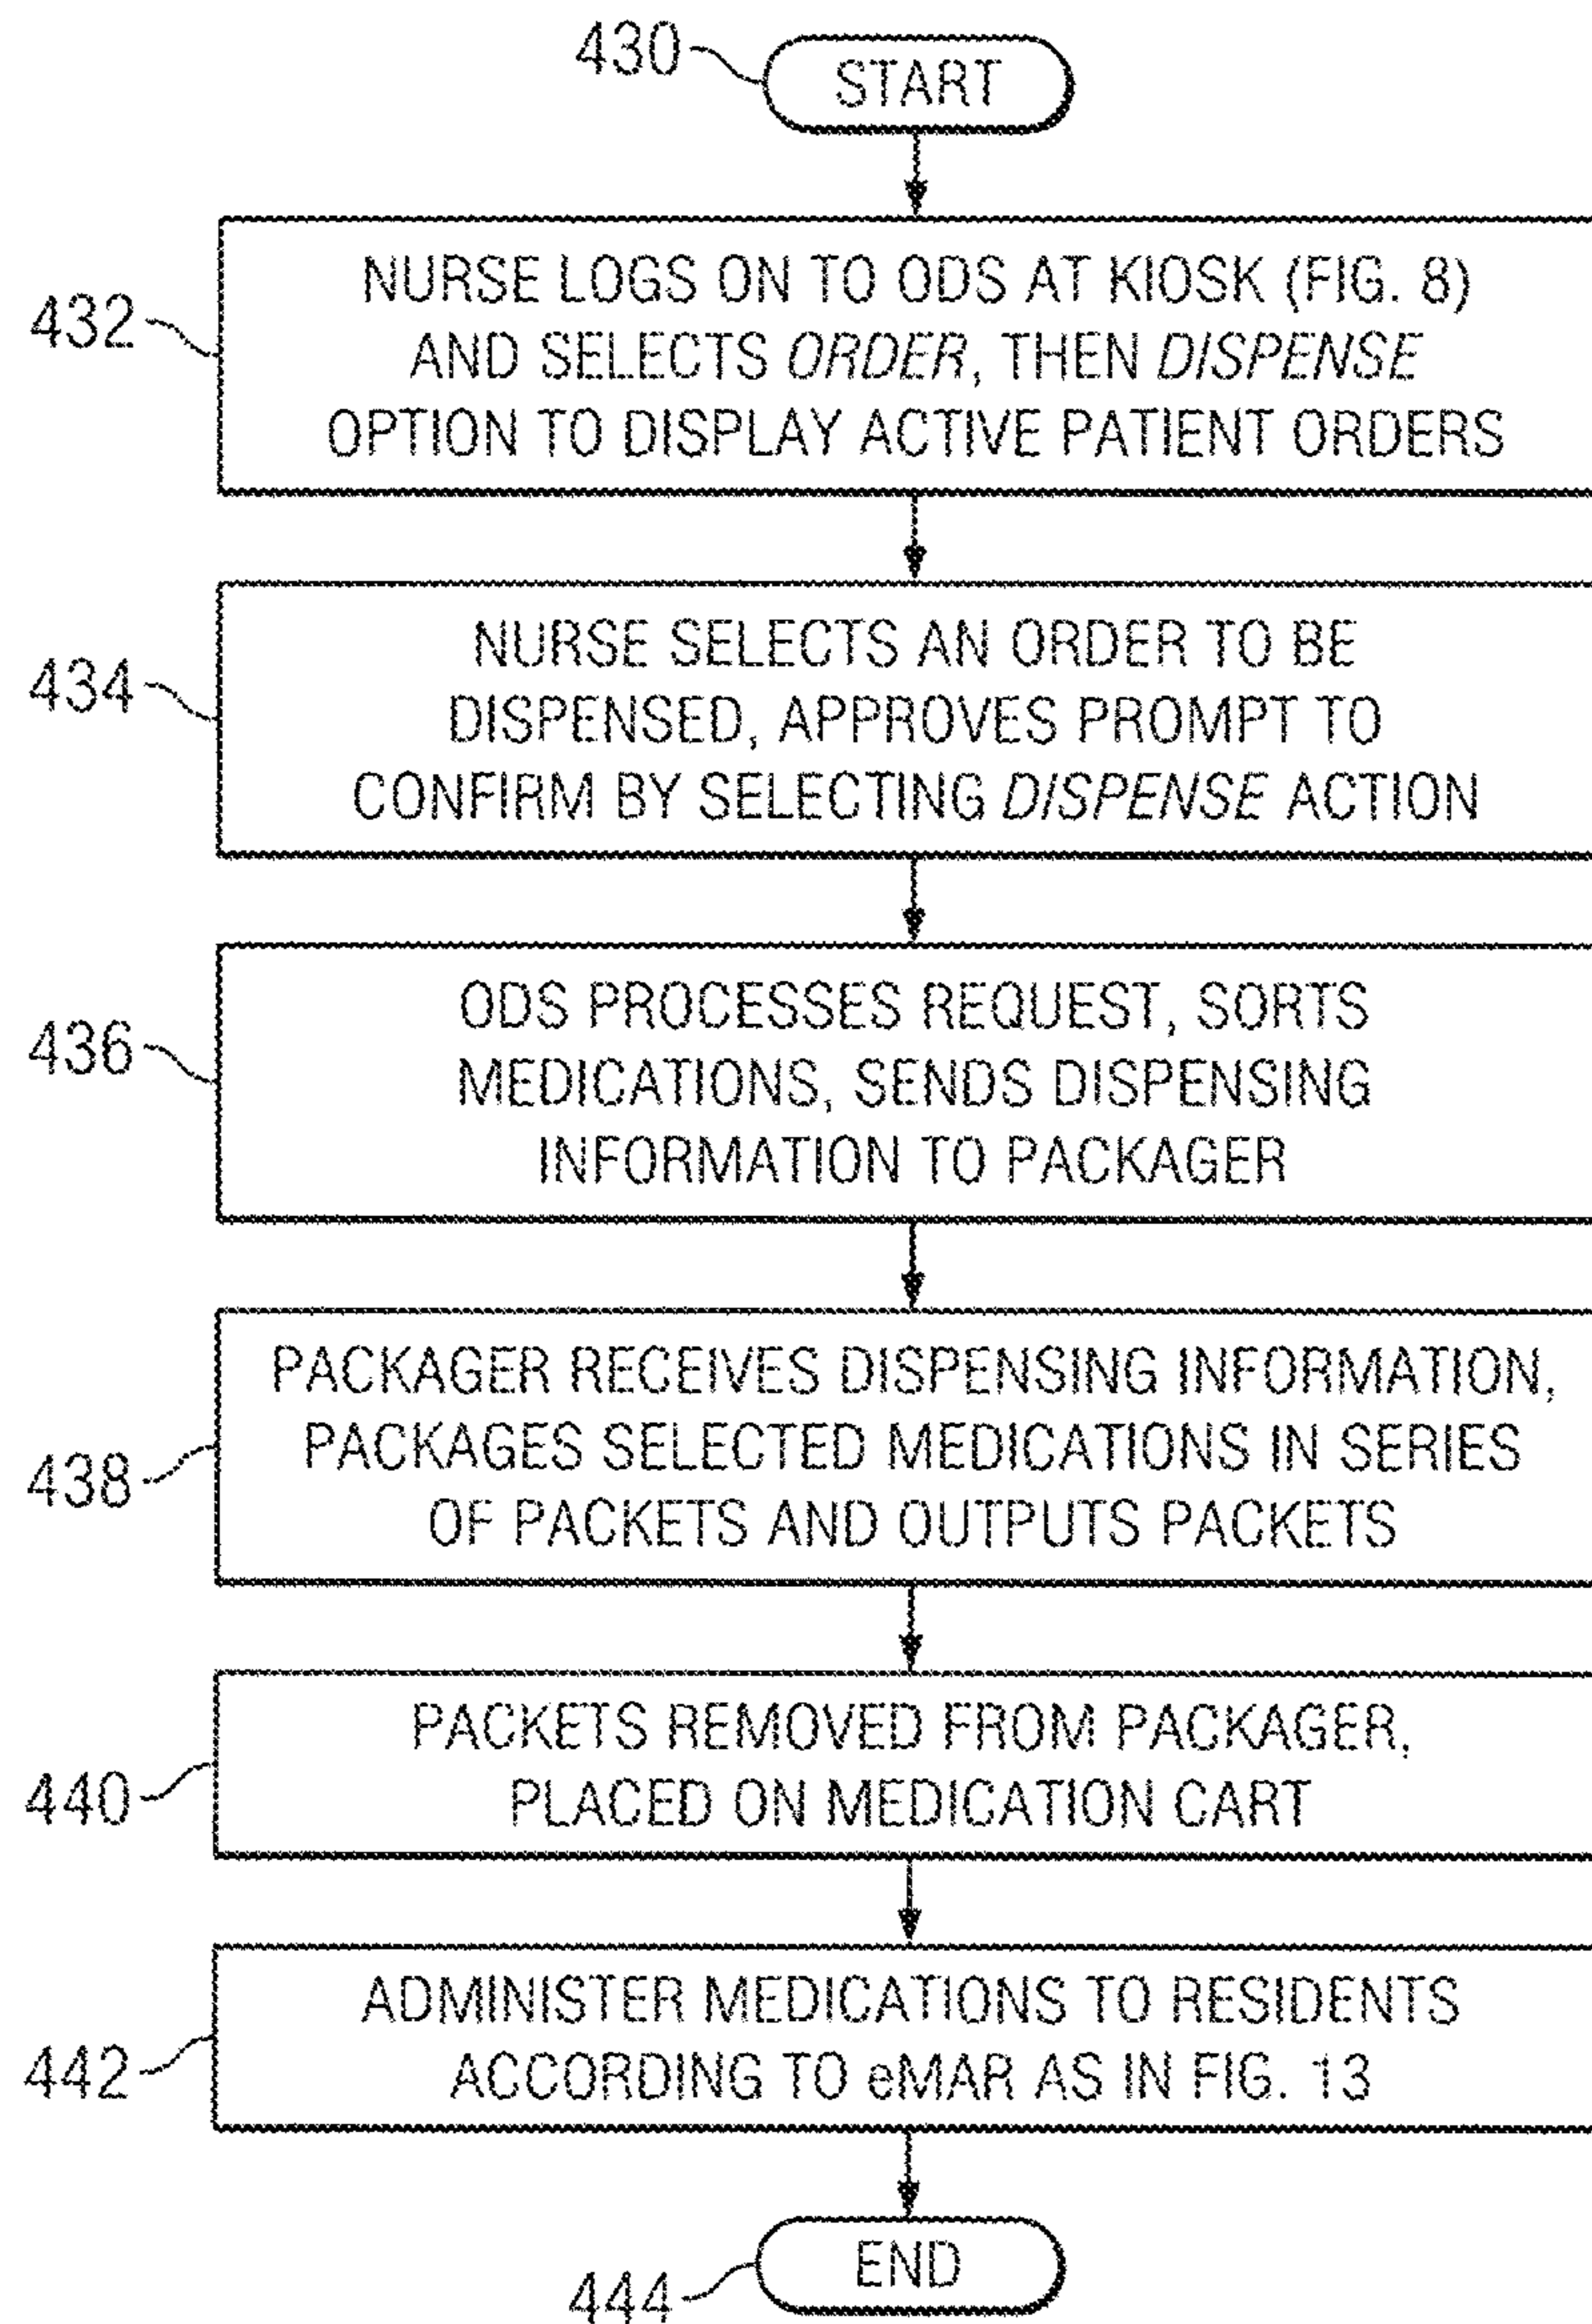 430
START
432
NURSE LOGS ON TO ODS AT KIOSK (FIG. 8)
AND SELECTS ORDER, THEN DISPENSE
OPTION TO DISPLAY ACTIVE PATIENT ORDERS
434
NURSE SELECTS AN ORDER TO BE
DISPENSED, APPROVES PROMPT TO
CONFIRM BY SELECTING DISPENSE ACTION
436
ODS PROCESSES REQUEST, SORTS
MEDICATIONS, SENDS DISPENSING
INFORMATION TO PACKAGER
438
PACKAGER RECEIVES DISPENSING INFORMATION,
PACKAGES SELECTED MEDICATIONS IN SERIES
OF PACKETS AND OUTPUTS PACKETS
440
PACKETS REMOVED FROM PACKAGER,
PLACED ON MEDICATION CART
442
ADMINISTER MEDICATIONS TO RESIDENTS
ACCORDING TO eMAR AS IN FIG. 13
444
END